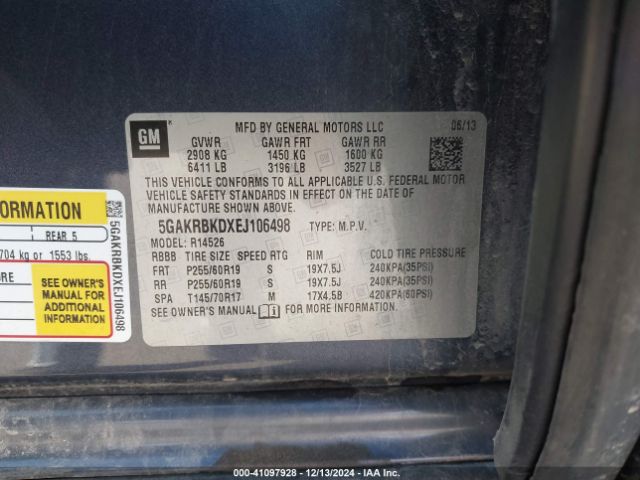 GM
MFD BY GENERAL MOTORS LLC
06/13
GVWR GAWR FRT GAWR RR
2908 KG 1450 KG 1600 KG
6411 LB 3196 LB 3527 LB
THIS VEHICLE CONFORMS TO ALL APPLICABLE U.S. FEDERAL MOTOR
VEHICLE SAFETY STANDARDS IN EFFECT ON THE DATE OF
MANUFACTURE SHOWN ABOVE.
5GAKRBKDXEJ106498 TYPE: M.P.V.
MODEL: R14526
RBBB TIRE SIZE SPEED RTG RIM COLD TIRE PRESSURE
FRT P255/60R19 S 19X7.5J 240KPA(35PSI)
RR P255/60R19 S 19X7.5J 240KPA(35PSI)
SPA T145/70R17 M 17X4.5B 420KPA(60PSI)
SEE OWNER'S MANUAL FOR MORE INFORMATION.
ORMATION
REAR 5
704 kg or 1553 lbs.
RE
SEE OWNER'S
MANUAL FOR
ADDITIONAL
INFORMATION
5GAKRBKDXEJ106498
00-41097928 - 12/13/2024 - IAA Inc.